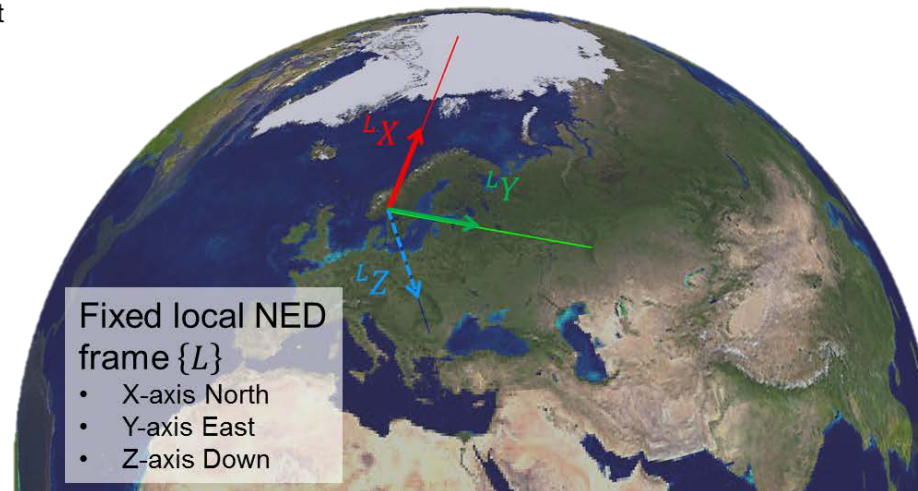 t
ᴸX
ᴸY
ᴸZ
Fixed local NED
frame {L}
• X-axis North
• Y-axis East
• Z-axis Down